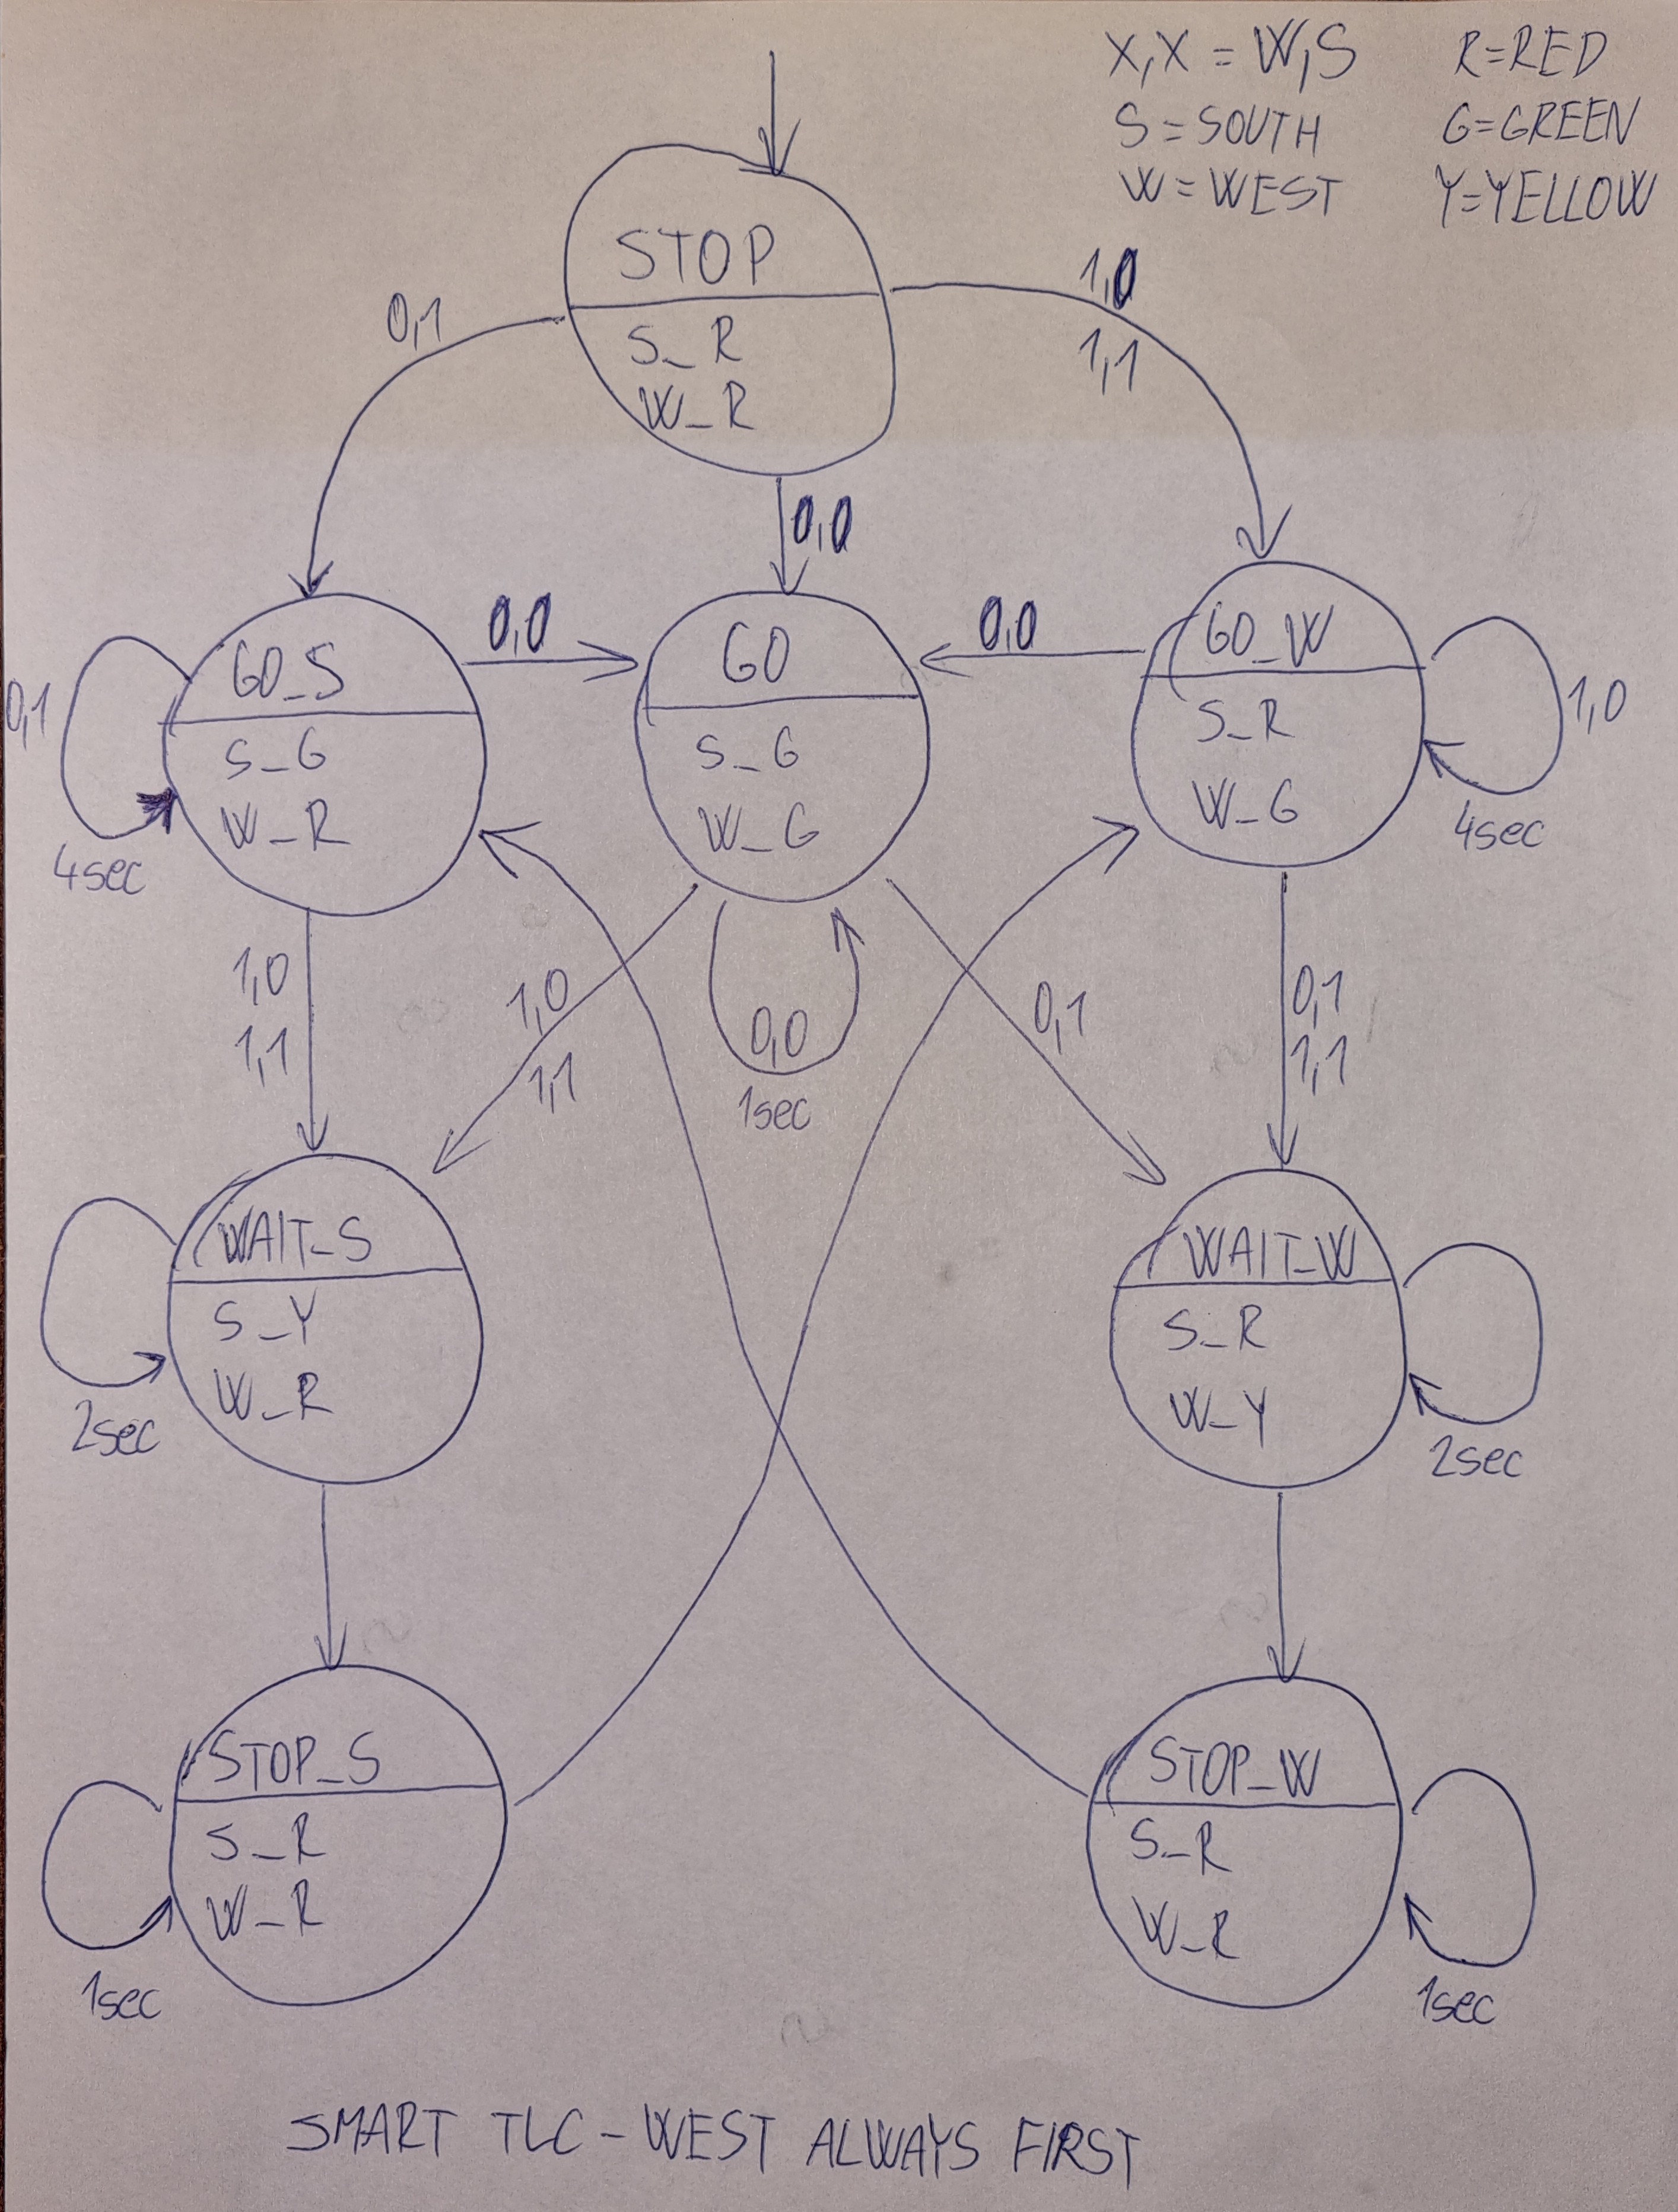 X,X = W,S
R=RED
S = SOUTH
G=GREEN
W = WEST
Y=YELLOW
STOP
S_R
W_R
0,1
1,0
1,1
0,0
GO_S
S_G
W_R
0,1
4sec
0,0
GO
S_G
W_G
0,0
GO_W
S_R
W_G
1,0
4sec
1,0
1,1
1,0
1,1
0,0
1sec
0,1
0,1
1,1
WAIT_S
S_Y
W_R
2sec
WAIT_W
S_R
W_Y
2sec
STOP_S
S_R
W_R
1sec
STOP_W
S_R
W_R
1sec
SMART TLC - WEST ALWAYS FIRST